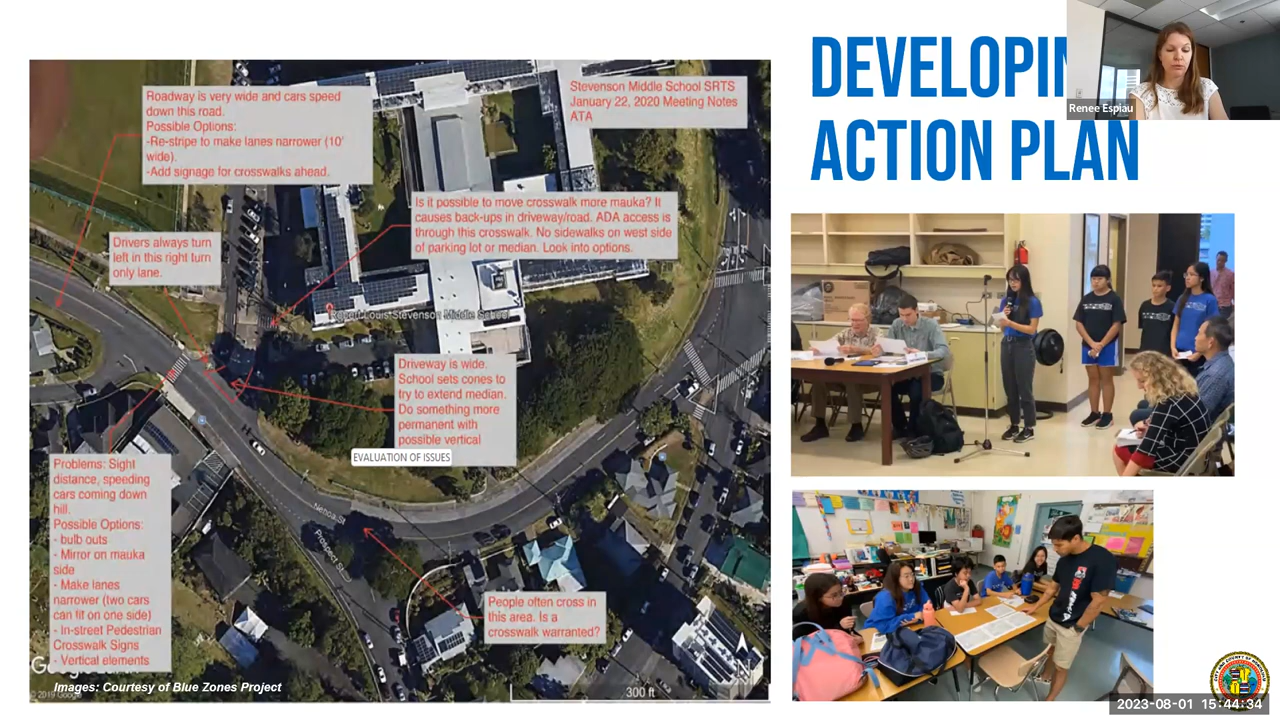 DEVELOPIN
ACTION PLAN
Renee Espiau
Stevenson Middle School SRTS
January 22, 2020 Meeting Notes
ATA
Roadway is very wide and cars speed
down this road.
Possible Options:
-Re-stripe to make lanes narrower (10'
wide).
-Add signage for crosswalks ahead.
Is it possible to move crosswalk more mauka? It
causes back-ups in driveway/road. ADA access is
through this crosswalk. No sidewalks on west side
of parking lot or median. Look into options.
Drivers always turn
left in this right turn
only lane.
Robert Louis Stevenson Middle School
Driveway is wide.
School sets cones to
try to extend median.
Do something more
permanent with
possible vertical
EVALUATION OF ISSUES
Problems: Sight
distance, speeding
cars coming down
hill.
Possible Options:
- bulb outs
- Mirror on mauka
side
- Make lanes
narrower (two cars
can fit on one side)
- In-street Pedestrian
Crosswalk Signs
- Vertical elements
Nehoa St
Prospect St
People often cross in
this area. Is a
crosswalk warranted?
Go
© 2019 Google
Images: Courtesy of Blue Zones Project
300 ft
2023-08-01 15:44:34